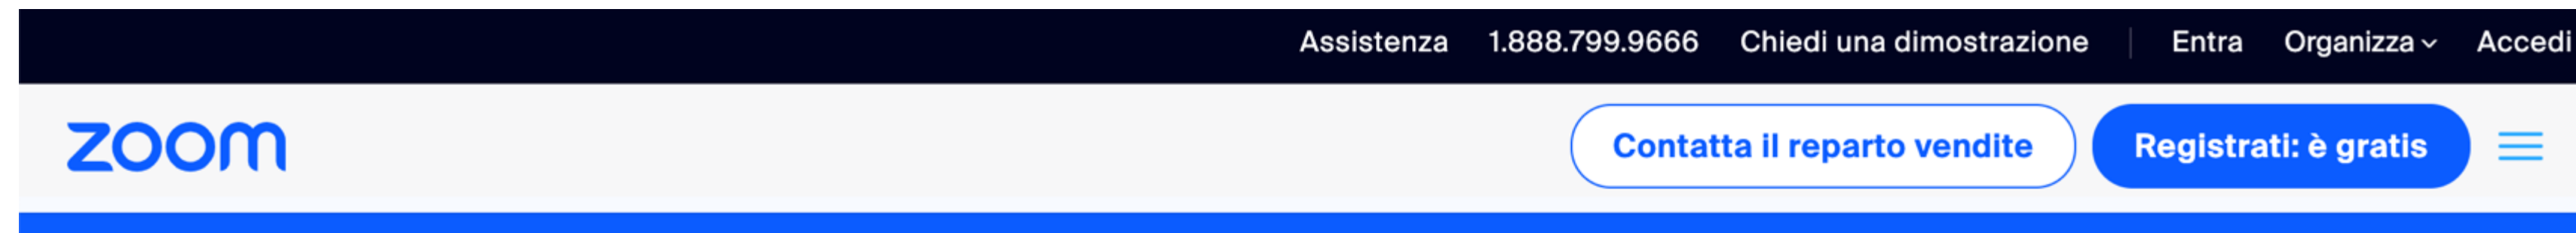 Assistenza 1.888.799.9666 Chiedi una dimostrazione Entra Organizza Accedi
zoom Contatta il reparto vendite Registrati: è gratis